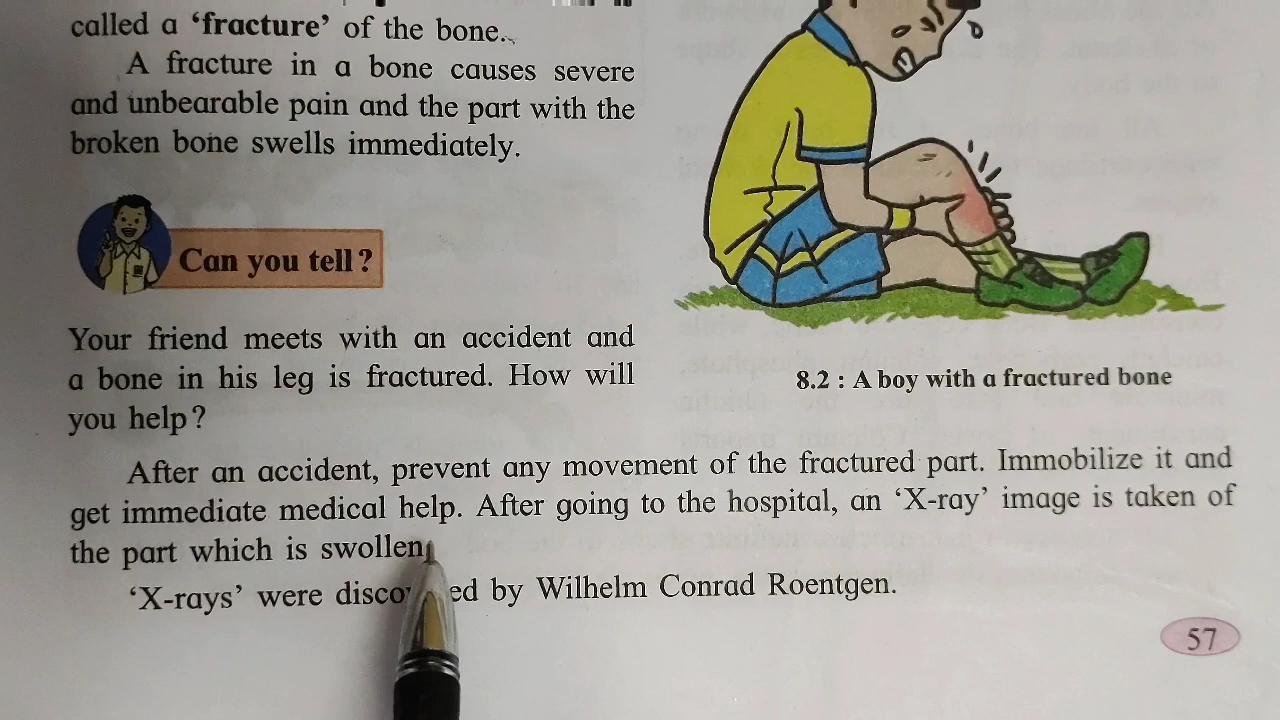 called a ‘fracture’ of the bone.
A fracture in a bone causes severe
and unbearable pain and the part with the
broken bone swells immediately.
Can you tell?
Your friend meets with an accident and
a bone in his leg is fractured. How will
you help?
8.2 : A boy with a fractured bone
After an accident, prevent any movement of the fractured part. Immobilize it and
get immediate medical help. After going to the hospital, an ‘X-ray’ image is taken of
the part which is swollen
‘X-rays’ were by Wilhelm Conrad Roentgen.
57